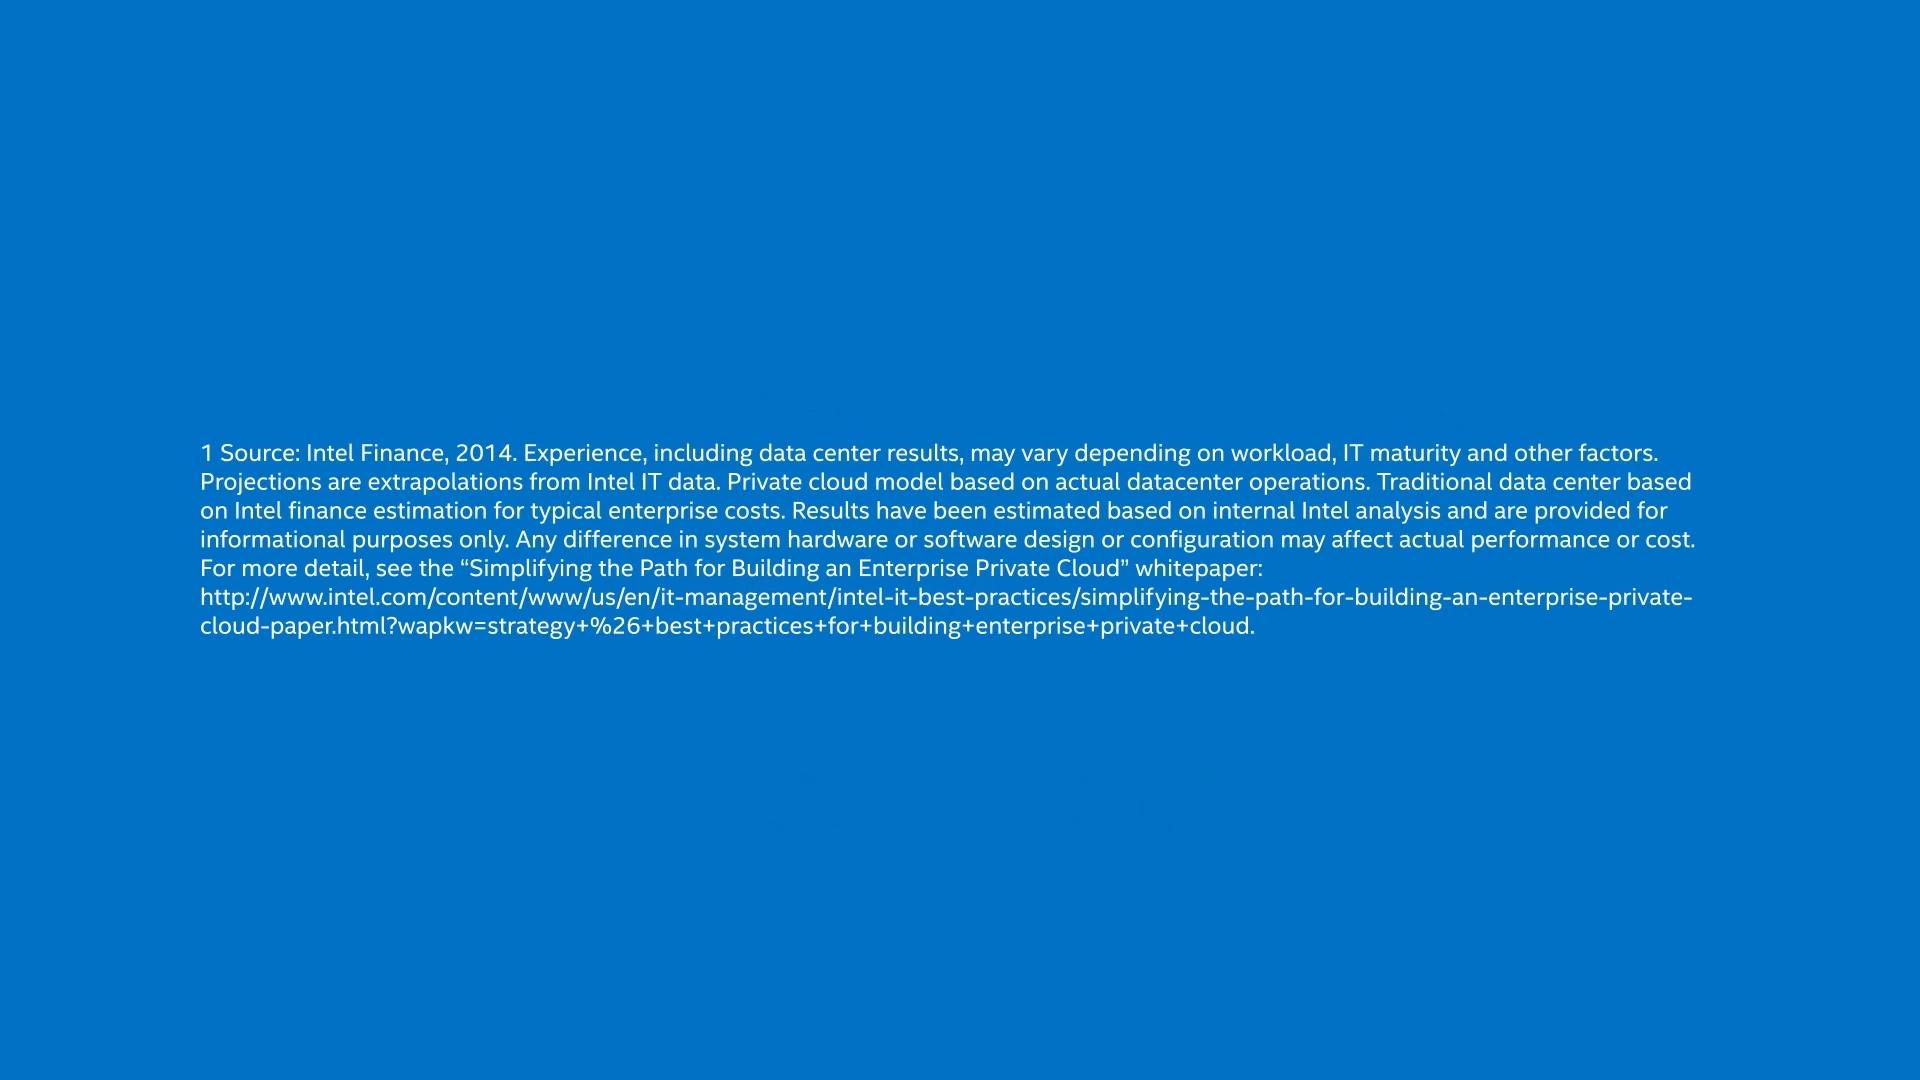 1 Source: Intel Finance, 2014. Experience, including data center results, may vary depending on workload, IT maturity and other factors.
Projections are extrapolations from Intel IT data. Private cloud model based on actual datacenter operations. Traditional data center based
on Intel finance estimation for typical enterprise costs. Results have been estimated based on internal Intel analysis and are provided for
informational purposes only. Any difference in system hardware or software design or configuration may affect actual performance or cost.
For more detail, see the “Simplifying the Path for Building an Enterprise Private Cloud” whitepaper:
http://www.intel.com/content/www/us/en/it-management/intel-it-best-practices/simplifying-the-path-for-building-an-enterprise-private-
cloud-paper.html?wapkw=strategy+%26+best+practices+for+building+enterprise+private+cloud.